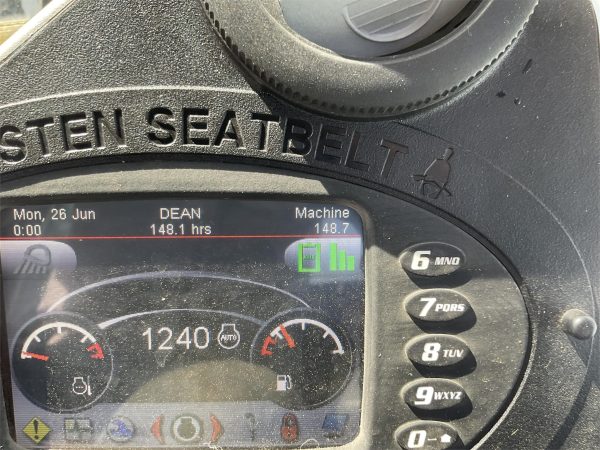 STEN SEATBELT
Mon, 26 Jun DEAN Machine
0:00 148.1 hrs 148.7
6 MNO
1240 AUTO
7 PQRS
8 TUV
9 WXYZ
0